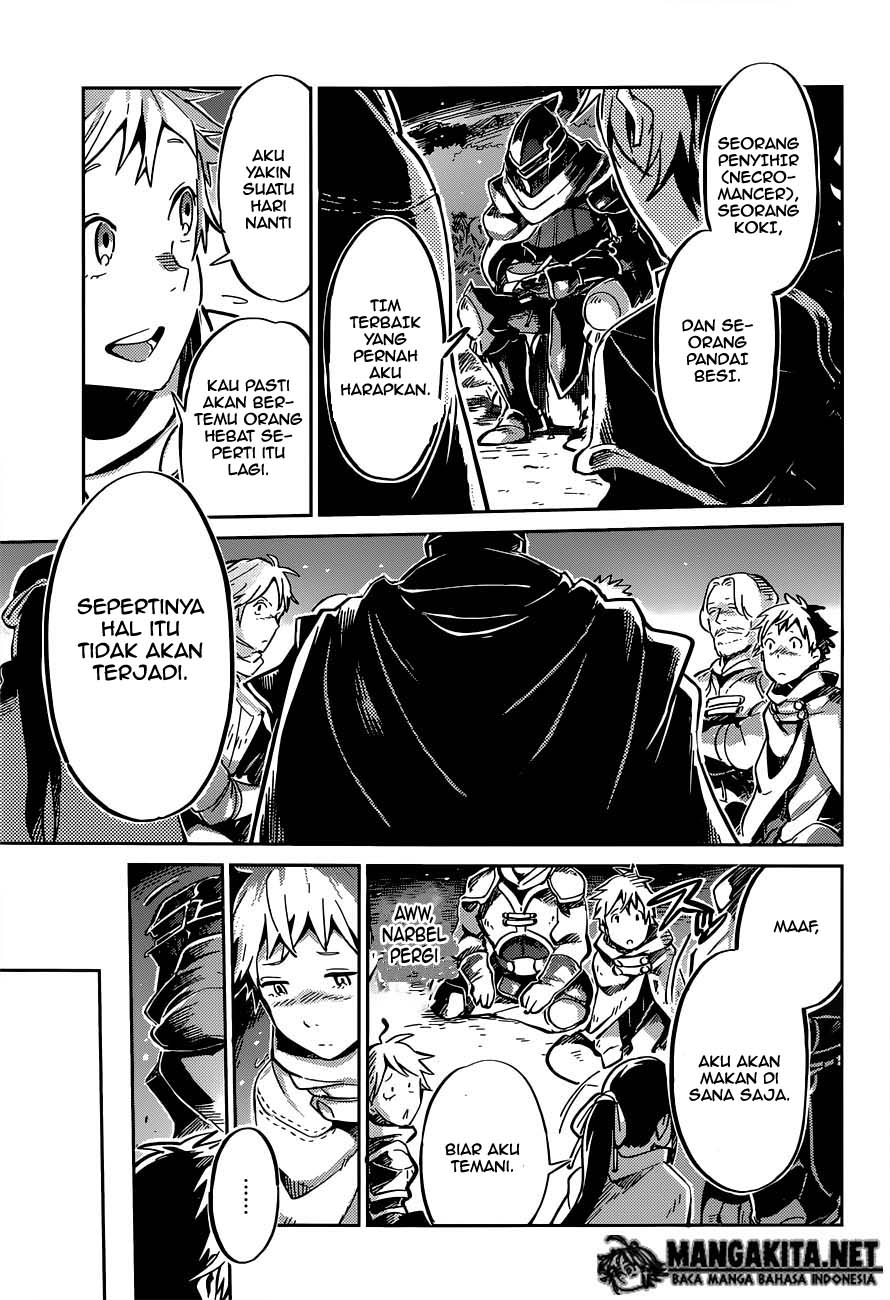 SEORANG
PENYIHIR
(NECRO-
MANCER),
SEORANG
KOKI,
DAN SE-
ORANG
PANDAI
BESI.
TIM
TERBAIK
YANG
PERNAH
AKU
HARAPKAN.
AKU
YAKIN
SUATU
HARI
NANTI
KAU PASTI
AKAN BER-
TEMU ORANG
HEBAT SE-
PERTI ITU
LAGI.
SEPERTINYA
HAL ITU
TIDAK AKAN
TERJADI.
MAAF,
AKU AKAN
MAKAN DI
SANA SAJA.
AWW,
NARBEL
PERGI
BIAR AKU
TEMANI.
........
MANGAKITA.NET
BACA MANGA BAHASA INDONESIA